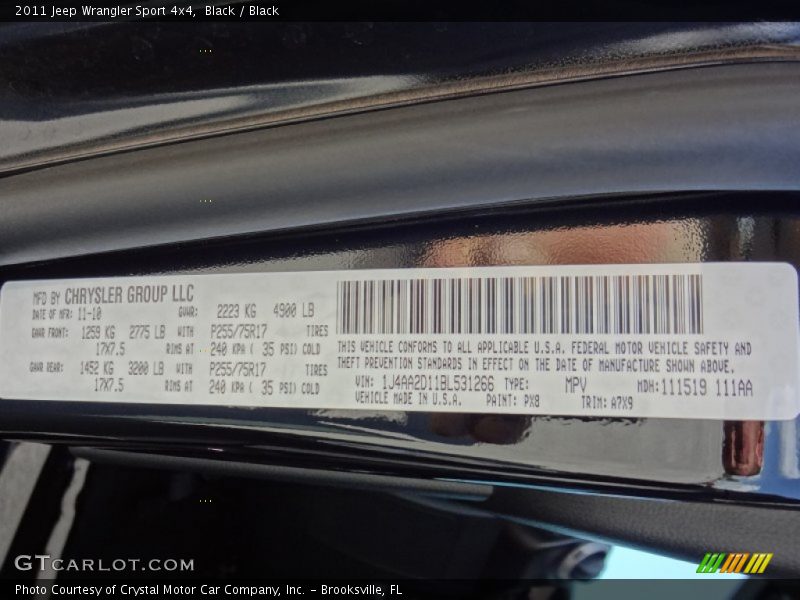 2011 Jeep Wrangler Sport 4x4, Black / Black
MFD BY CHRYSLER GROUP LLC
DATE OF MFR: 11-10 GVWR: 2223 KG 4900 LB
GAWR FRONT: 1259 KG 2775 LB WITH P255/75R17 TIRES
17X7.5 RIMS AT 240 KPA ( 35 PSI) COLD
GAWR REAR: 1452 KG 3200 LB WITH P255/75R17 TIRES
17X7.5 RIMS AT 240 KPA ( 35 PSI) COLD
THIS VEHICLE CONFORMS TO ALL APPLICABLE U.S.A. FEDERAL MOTOR VEHICLE SAFETY AND
THEFT PREVENTION STANDARDS IN EFFECT ON THE DATE OF MANUFACTURE SHOWN ABOVE.
VIN: 1J4AA2D11BL531266 TYPE: MPV MDH: 111519 111AA
VEHICLE MADE IN U.S.A. PAINT: PX8 TRIM: A7X9
GTCARLOT.COM
Photo Courtesy of Crystal Motor Car Company, Inc. – Brooksville, FL